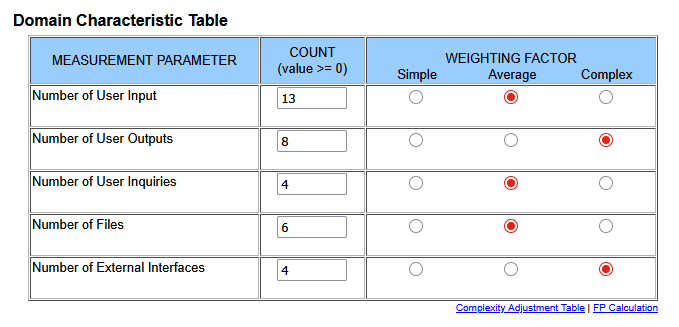 Domain Characteristic Table
MEASUREMENT PARAMETER
COUNT
(value >= 0)
WEIGHTING FACTOR
Simple Average Complex
Number of User Input 13
Number of User Outputs 8
Number of User Inquiries 4
Number of Files 6
Number of External Interfaces 4
Complexity Adjustment Table | FP Calculation